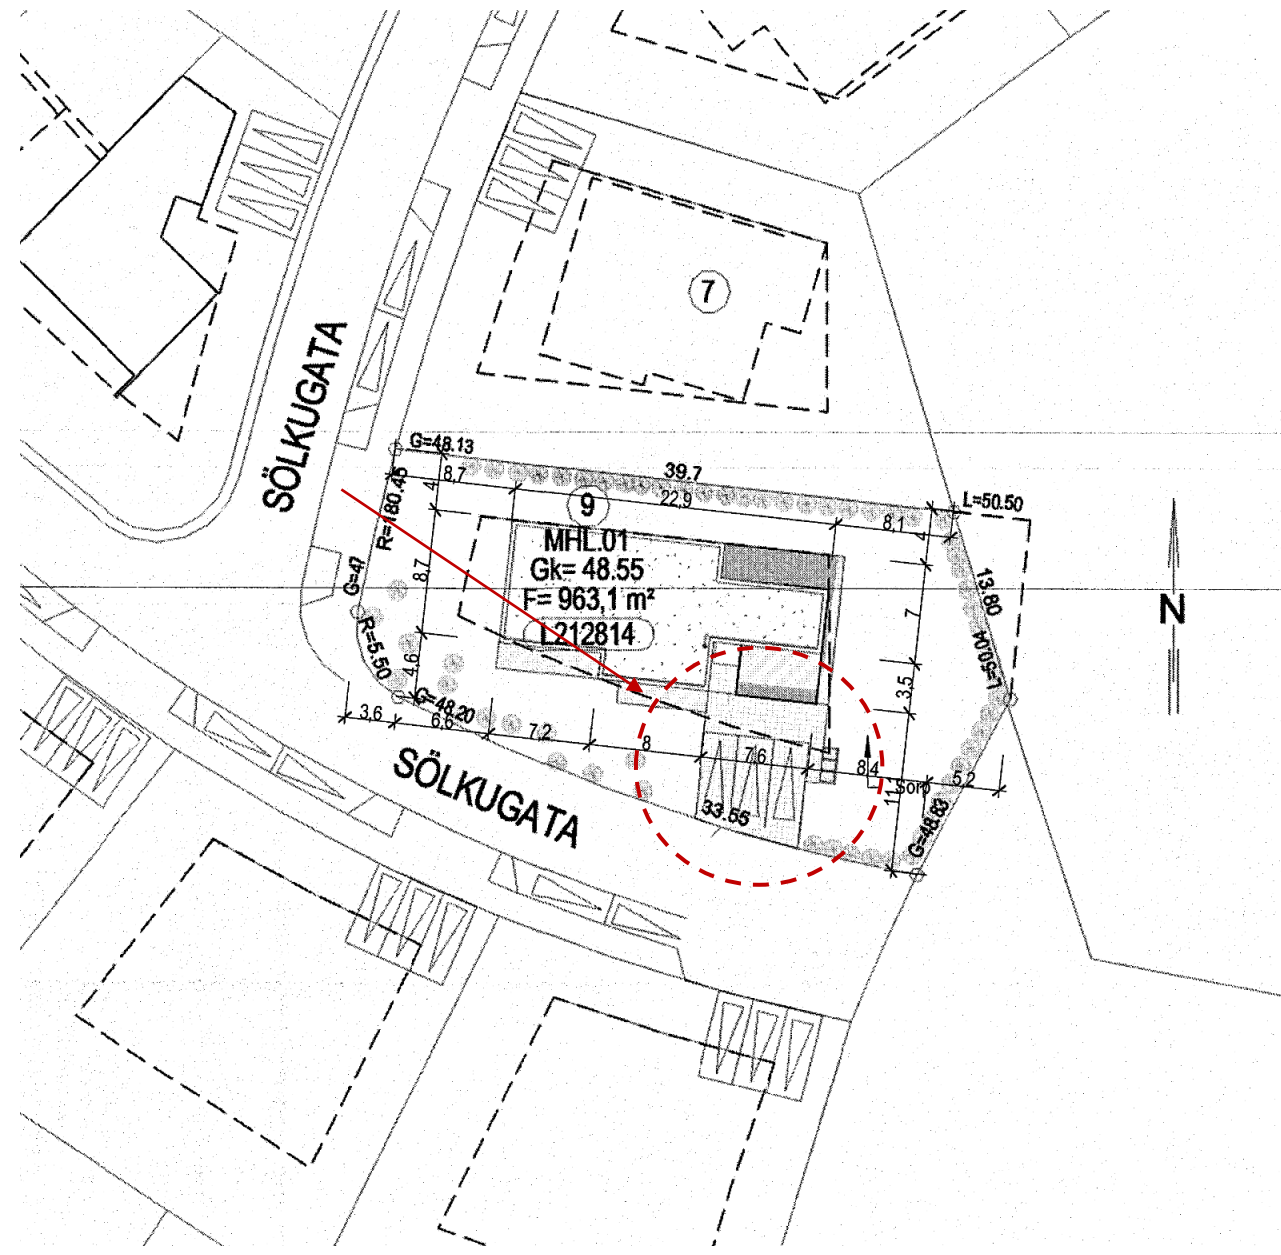 7
SÖLKUGATA
G=48.13
8.7
39.7
22,9
L=50.50
8,1
4
4
R=180.45
9
MHL.01
Gk= 48.55
F= 963,1 m²
L212814
G=47
8,7
R=5.50
4,6
13.80
7
L=50.04
3,5
N
G=48.20
3,6
6,6
7,2
8
7,6
8,4
5,2
Sorp
11
33.55
G=48.83
SÖLKUGATA